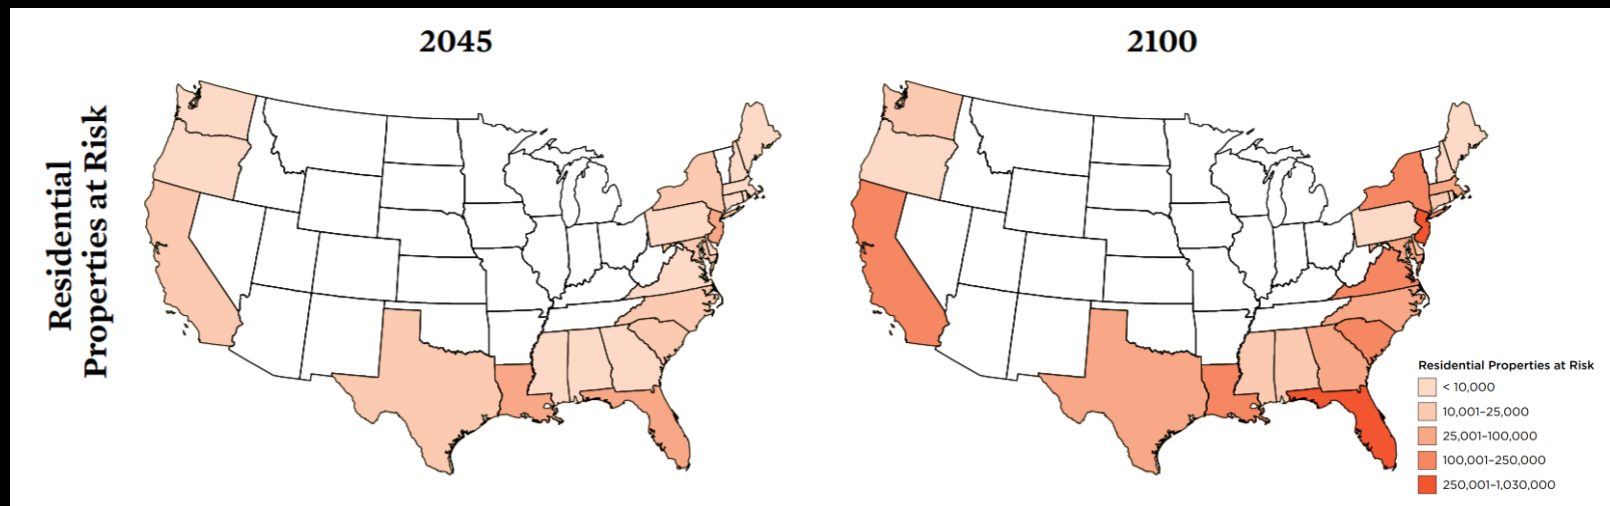 2045
2100
Residential
Properties at Risk
Residential Properties at Risk
< 10,000
10,001–25,000
25,001–100,000
100,001–250,000
250,001–1,030,000